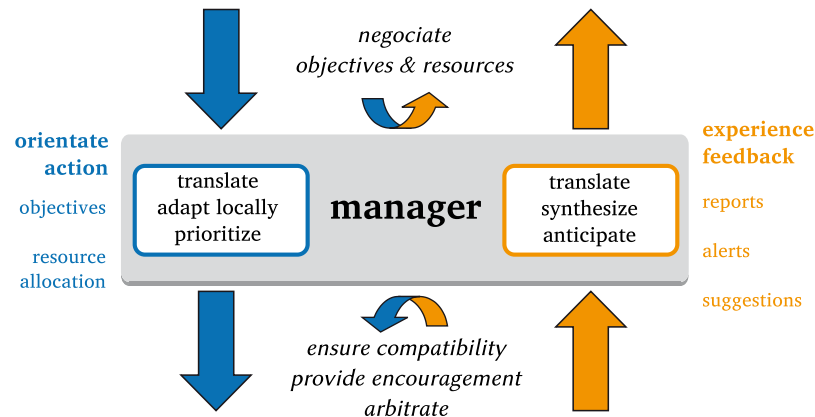 negociate
objectives & resources
orientate
action
objectives
resource
allocation
translate
adapt locally
prioritize
manager
translate
synthesize
anticipate
experience
feedback
reports
alerts
suggestions
ensure compatibility
provide encouragement
arbitrate